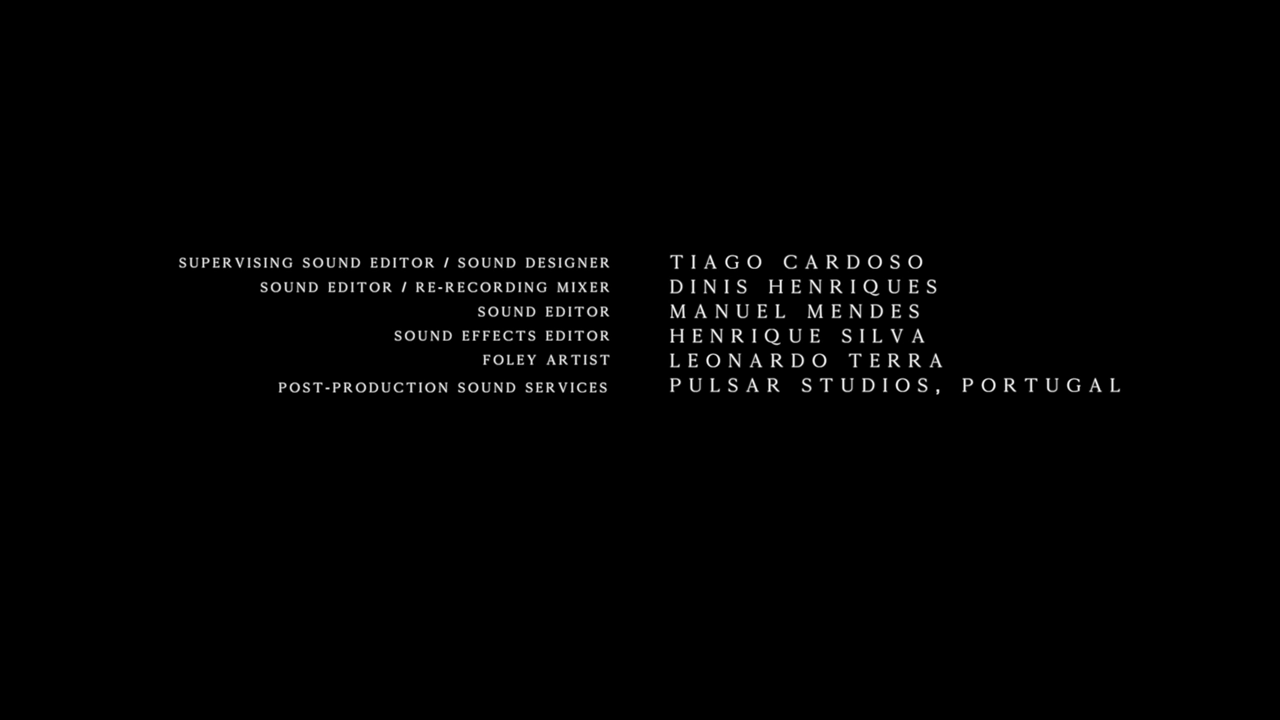 SUPERVISING SOUND EDITOR / SOUND DESIGNER TIAGO CARDOSO
SOUND EDITOR / RE-RECORDING MIXER DINIS HENRIQUES
SOUND EDITOR MANUEL MENDES
SOUND EFFECTS EDITOR HENRIQUE SILVA
FOLEY ARTIST LEONARDO TERRA
POST-PRODUCTION SOUND SERVICES PULSAR STUDIOS, PORTUGAL